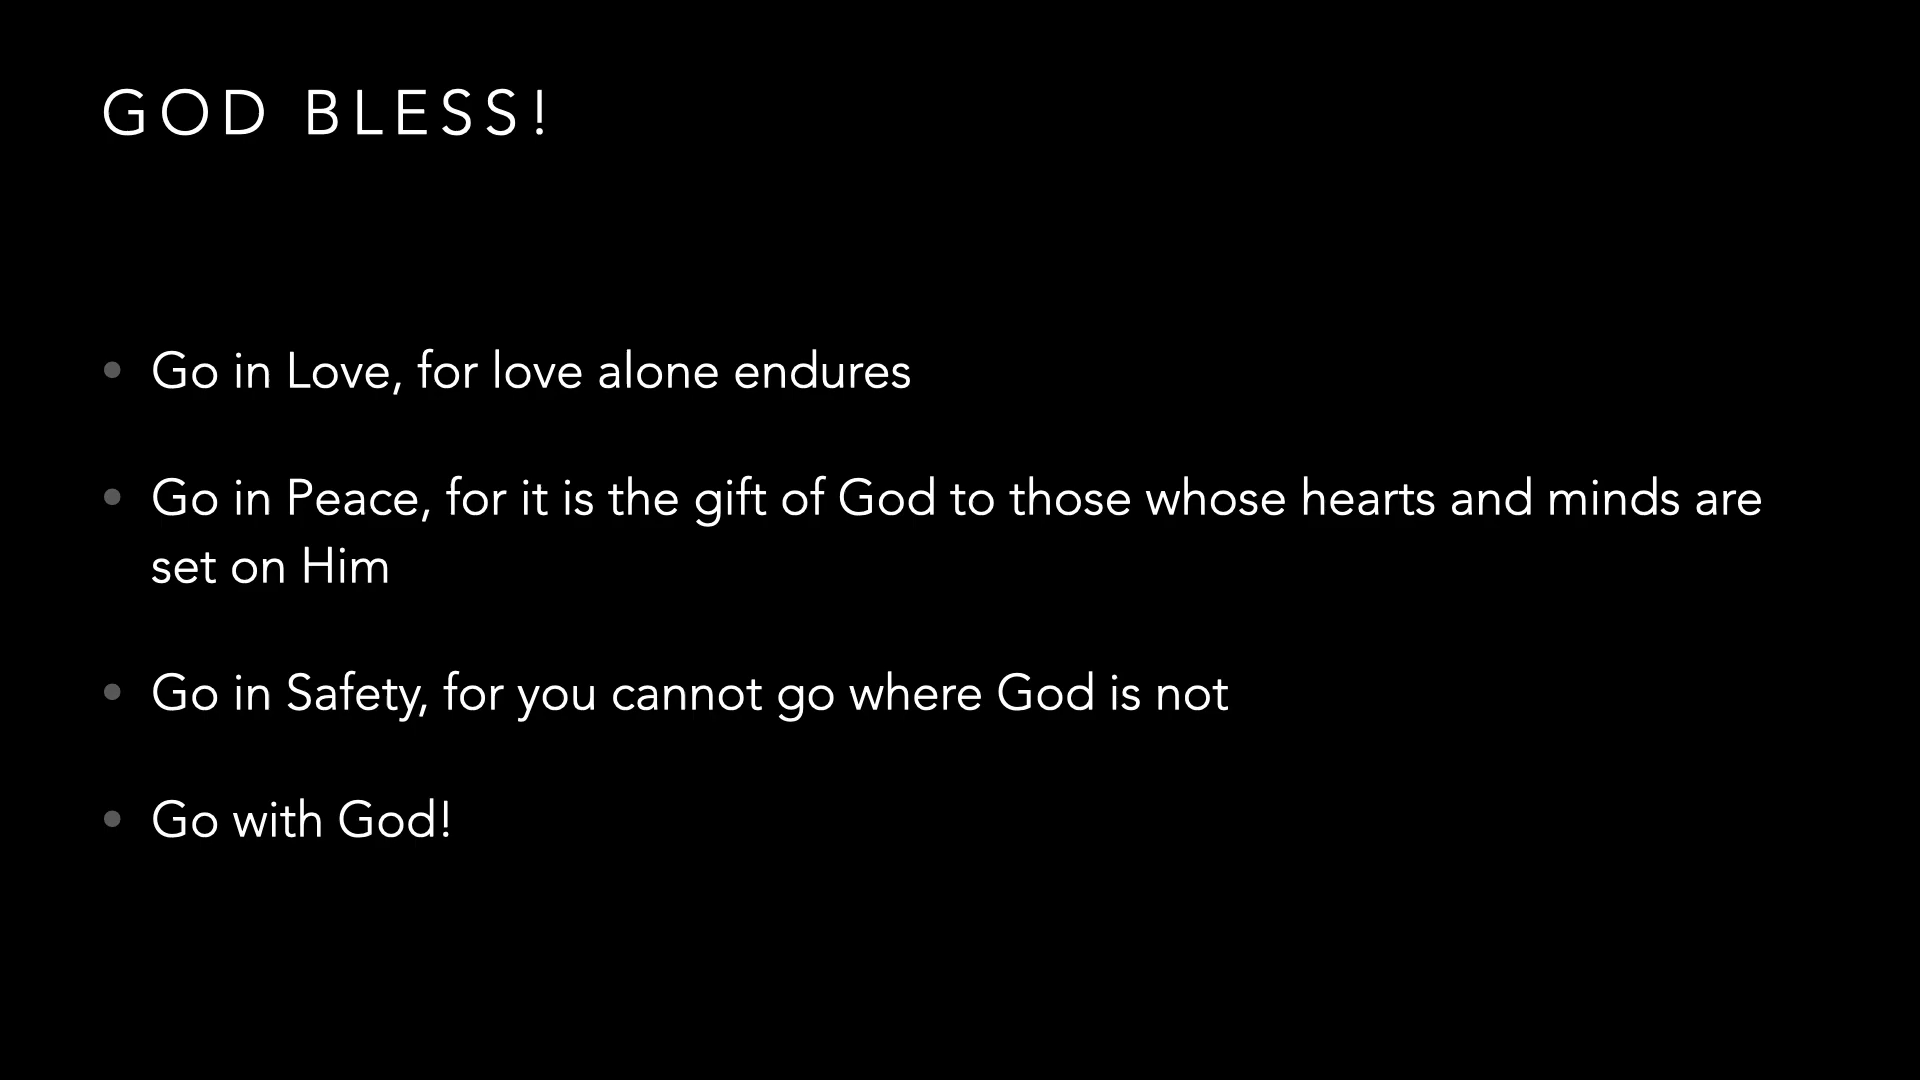 GOD BLESS!
• Go in Love, for love alone endures
• Go in Peace, for it is the gift of God to those whose hearts and minds are
set on Him
• Go in Safety, for you cannot go where God is not
• Go with God!